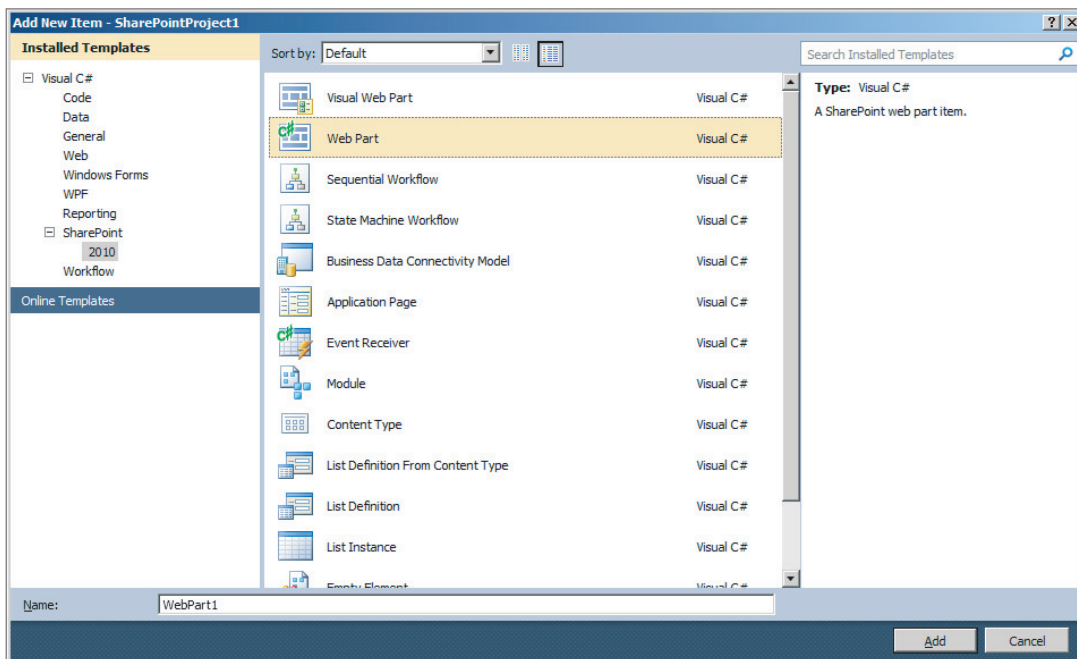 Add New Item - SharePointProject1
Installed Templates
Sort by: Default
Search Installed Templates
Visual C#
Code
Data
General
Web
Windows Forms
WPF
Reporting
SharePoint
2010
Workflow
Online Templates
Visual Web Part Visual C#
Web Part Visual C#
Sequential Workflow Visual C#
State Machine Workflow Visual C#
Business Data Connectivity Model Visual C#
Application Page Visual C#
Event Receiver Visual C#
Module Visual C#
Content Type Visual C#
List Definition From Content Type Visual C#
List Definition Visual C#
List Instance Visual C#
Empty Element Visual C#
Type: Visual C#
A SharePoint web part item.
Name: WebPart1
Add Cancel